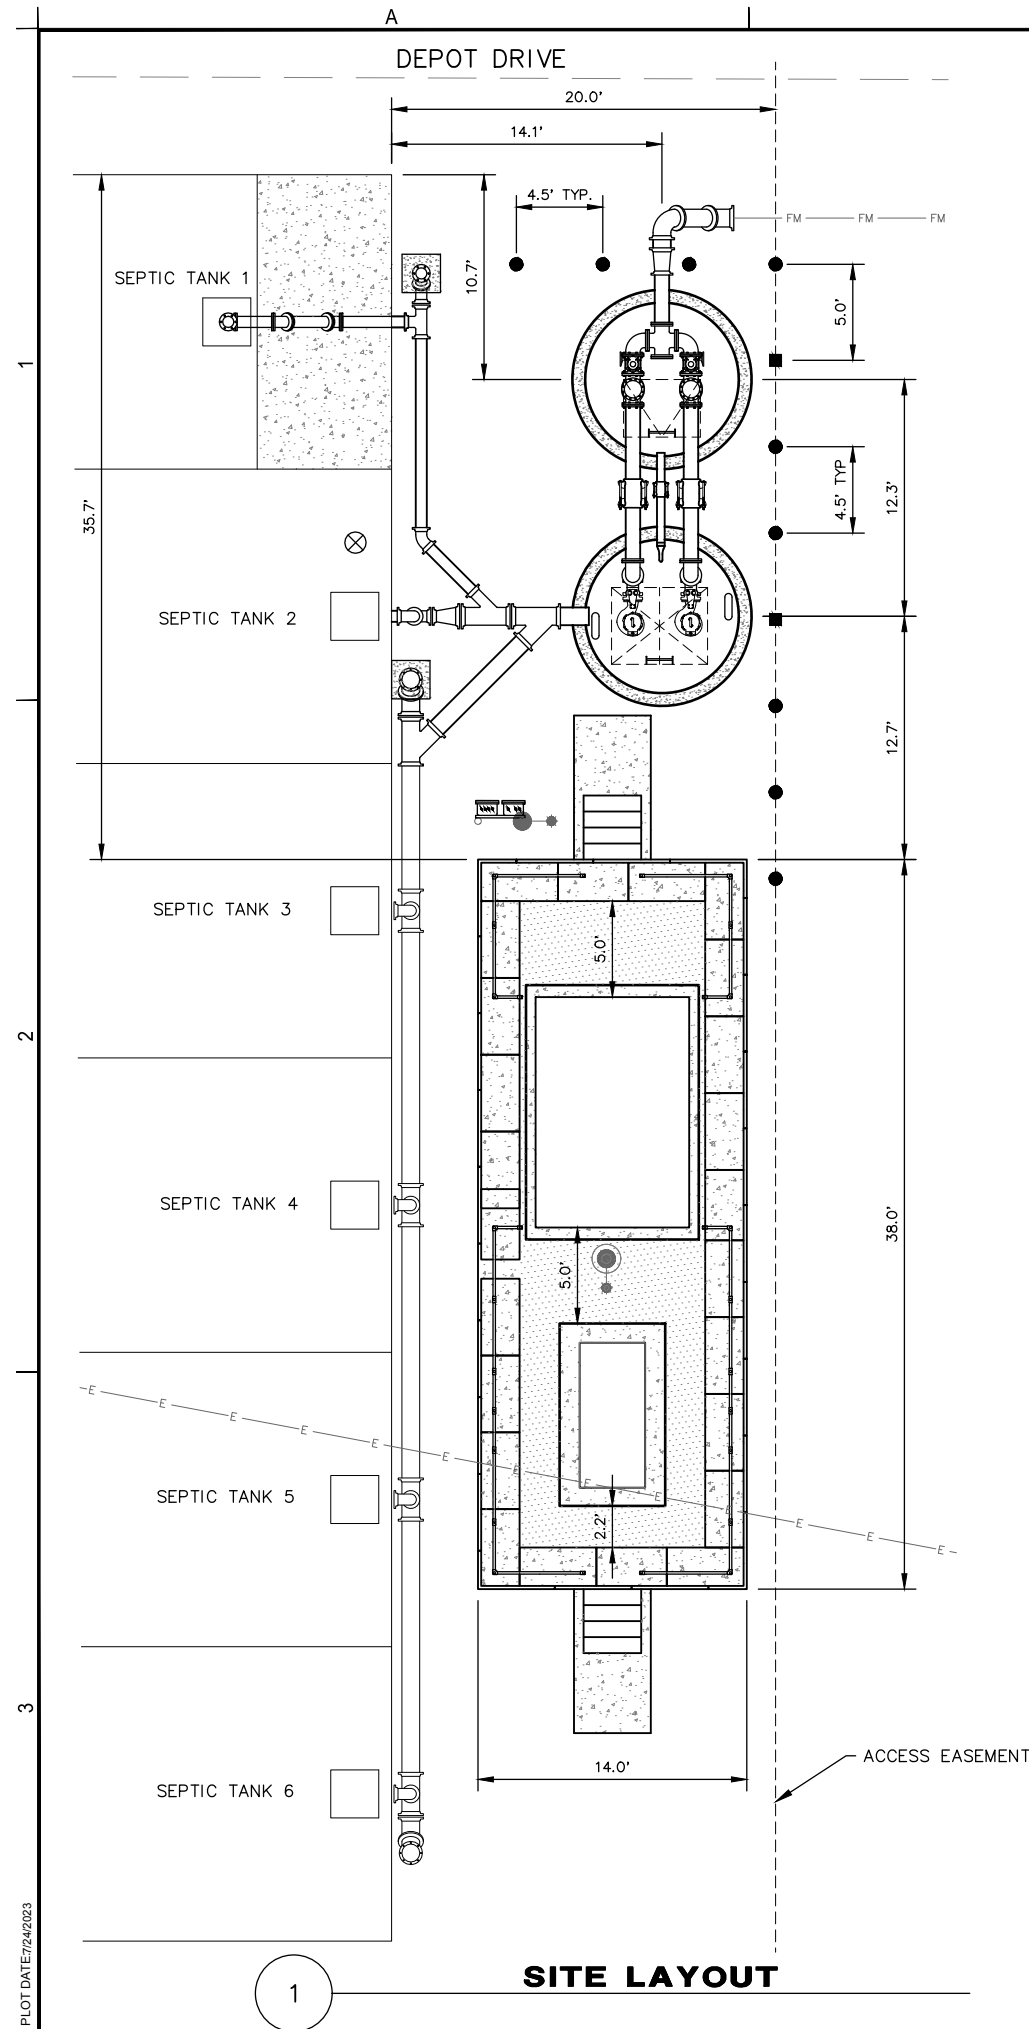 A
DEPOT DRIVE
20.0'
14.1'
4.5' TYP.
FM FM FM
SEPTIC TANK 1
10.7'
5.0'
1
35.7'
4.5' TYP
12.3'
SEPTIC TANK 2
12.7'
SEPTIC TANK 3
5.0'
2
SEPTIC TANK 4
38.0'
5.0'
E E E E E E E E E E E E E
SEPTIC TANK 5
2.2'
3
ACCESS EASEMENT
14.0'
SEPTIC TANK 6
PLOT DATE:7/24/2023
1
SITE LAYOUT